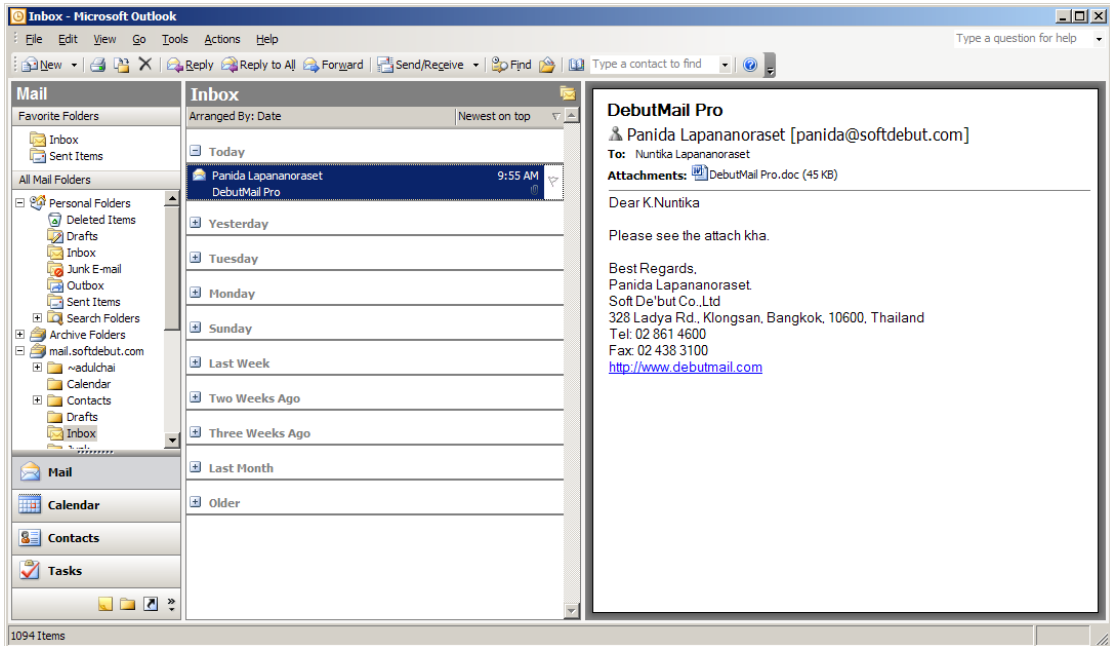 Inbox - Microsoft Outlook
File Edit View Go Tools Actions Help
Type a question for help
New Reply Reply to All Forward Send/Receive Find Type a contact to find
Mail
Favorite Folders
Inbox
Sent Items
All Mail Folders
Personal Folders
Deleted Items
Drafts
Inbox
Junk E-mail
Outbox
Sent Items
Search Folders
Archive Folders
mail.softdebut.com
~adulchai
Calendar
Contacts
Drafts
Inbox
Mail
Calendar
Contacts
Tasks
Inbox
Arranged By: Date Newest on top
Today
Panida Lapananoraset 9:55 AM
DebutMail Pro
Yesterday
Tuesday
Monday
Sunday
Last Week
Two Weeks Ago
Three Weeks Ago
Last Month
Older
DebutMail Pro
Panida Lapananoraset [panida@softdebut.com]
To: Nuntika Lapananoraset
Attachments: DebutMail Pro.doc (45 KB)
Dear K.Nuntika
Please see the attach kha.
Best Regards,
Panida Lapananoraset.
Soft De'but Co.,Ltd
328 Ladya Rd., Klongsan, Bangkok, 10600, Thailand
Tel: 02 861 4600
Fax: 02 438 3100
http://www.debutmail.com
1094 Items